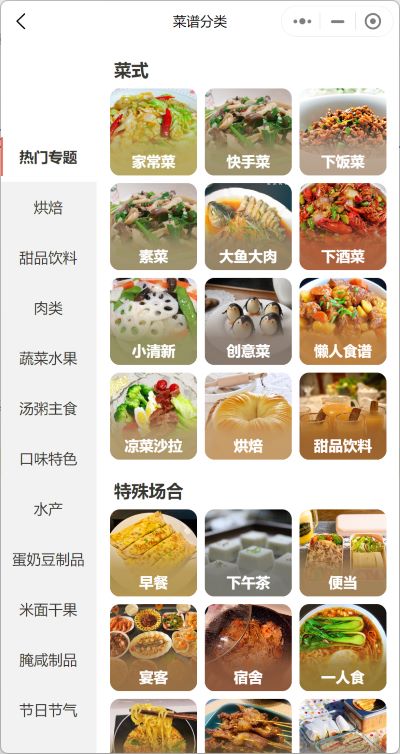 菜谱分类
热门专题
烘焙
甜品饮料
肉类
蔬菜水果
汤粥主食
口味特色
水产
蛋奶豆制品
米面干果
腌咸制品
节日节气
菜式
家常菜
快手菜
下饭菜
素菜
大鱼大肉
下酒菜
小清新
创意菜
懒人食谱
凉菜沙拉
烘焙
甜品饮料
特殊场合
早餐
下午茶
便当
宴客
宿舍
一人食